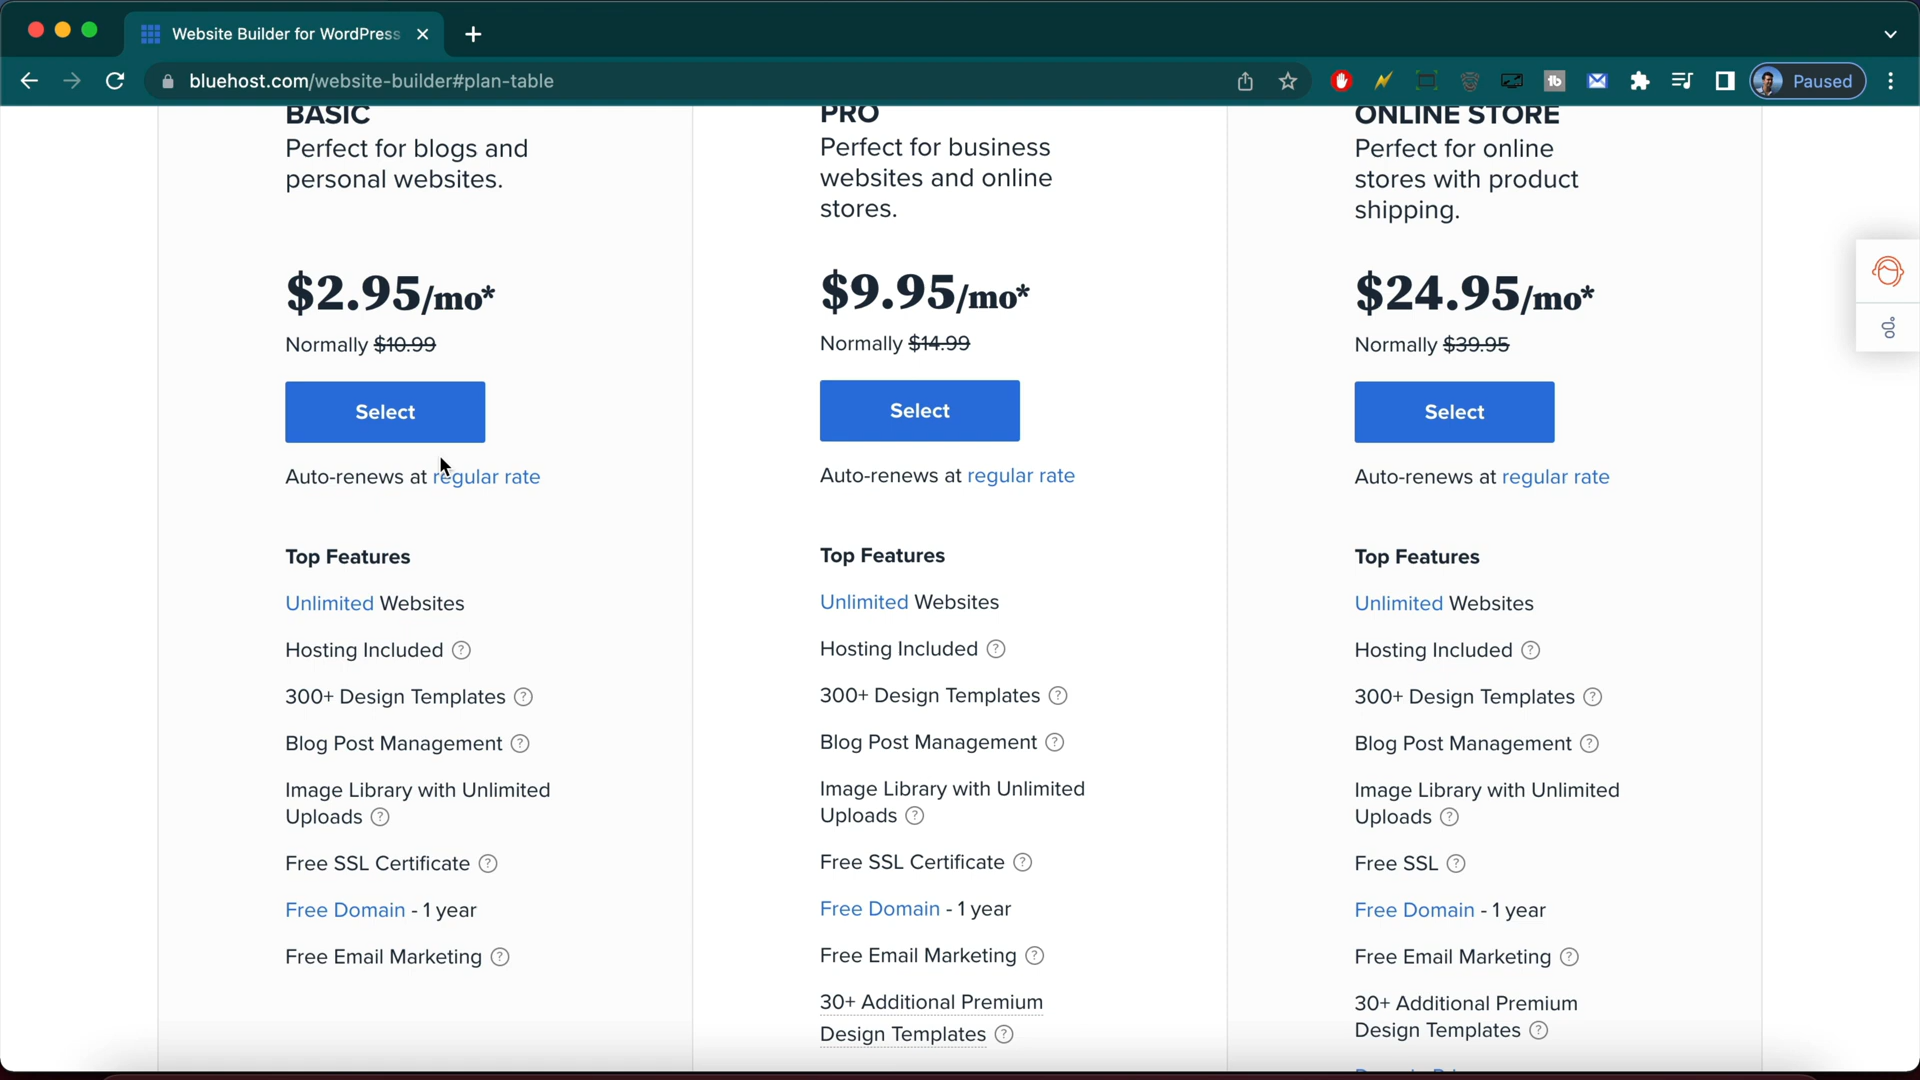 Website Builder for WordPress
bluehost.com/website-builder#plan-table
Paused
BASIC
Perfect for blogs and
personal websites.
$2.95/mo*
Normally $10.99
Select
Auto-renews at regular rate
Top Features
Unlimited Websites
Hosting Included ?
300+ Design Templates ?
Blog Post Management ?
Image Library with Unlimited
Uploads ?
Free SSL Certificate ?
Free Domain - 1 year
Free Email Marketing ?
PRO
Perfect for business
websites and online
stores.
$9.95/mo*
Normally $14.99
Select
Auto-renews at regular rate
Top Features
Unlimited Websites
Hosting Included ?
300+ Design Templates ?
Blog Post Management ?
Image Library with Unlimited
Uploads ?
Free SSL Certificate ?
Free Domain - 1 year
Free Email Marketing ?
30+ Additional Premium
Design Templates ?
ONLINE STORE
Perfect for online
stores with product
shipping.
$24.95/mo*
Normally $39.95
Select
Auto-renews at regular rate
Top Features
Unlimited Websites
Hosting Included ?
300+ Design Templates ?
Blog Post Management ?
Image Library with Unlimited
Uploads ?
Free SSL ?
Free Domain - 1 year
Free Email Marketing ?
30+ Additional Premium
Design Templates ?